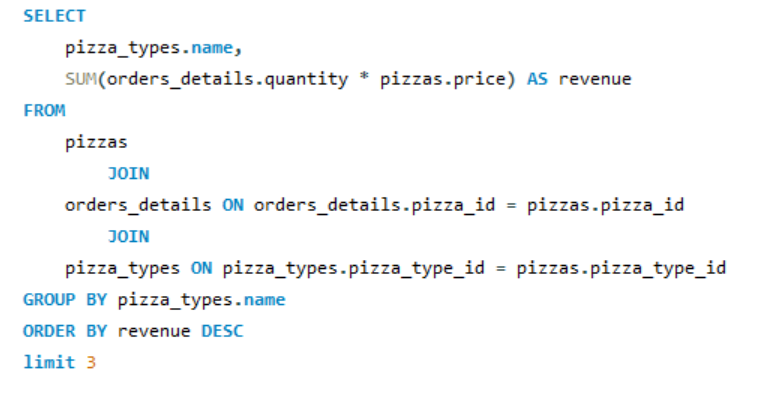 SELECT
    pizza_types.name,
    SUM(orders_details.quantity * pizzas.price) AS revenue
FROM
    pizzas
        JOIN
    orders_details ON orders_details.pizza_id = pizzas.pizza_id
        JOIN
    pizza_types ON pizza_types.pizza_type_id = pizzas.pizza_type_id
GROUP BY pizza_types.name
ORDER BY revenue DESC
limit 3